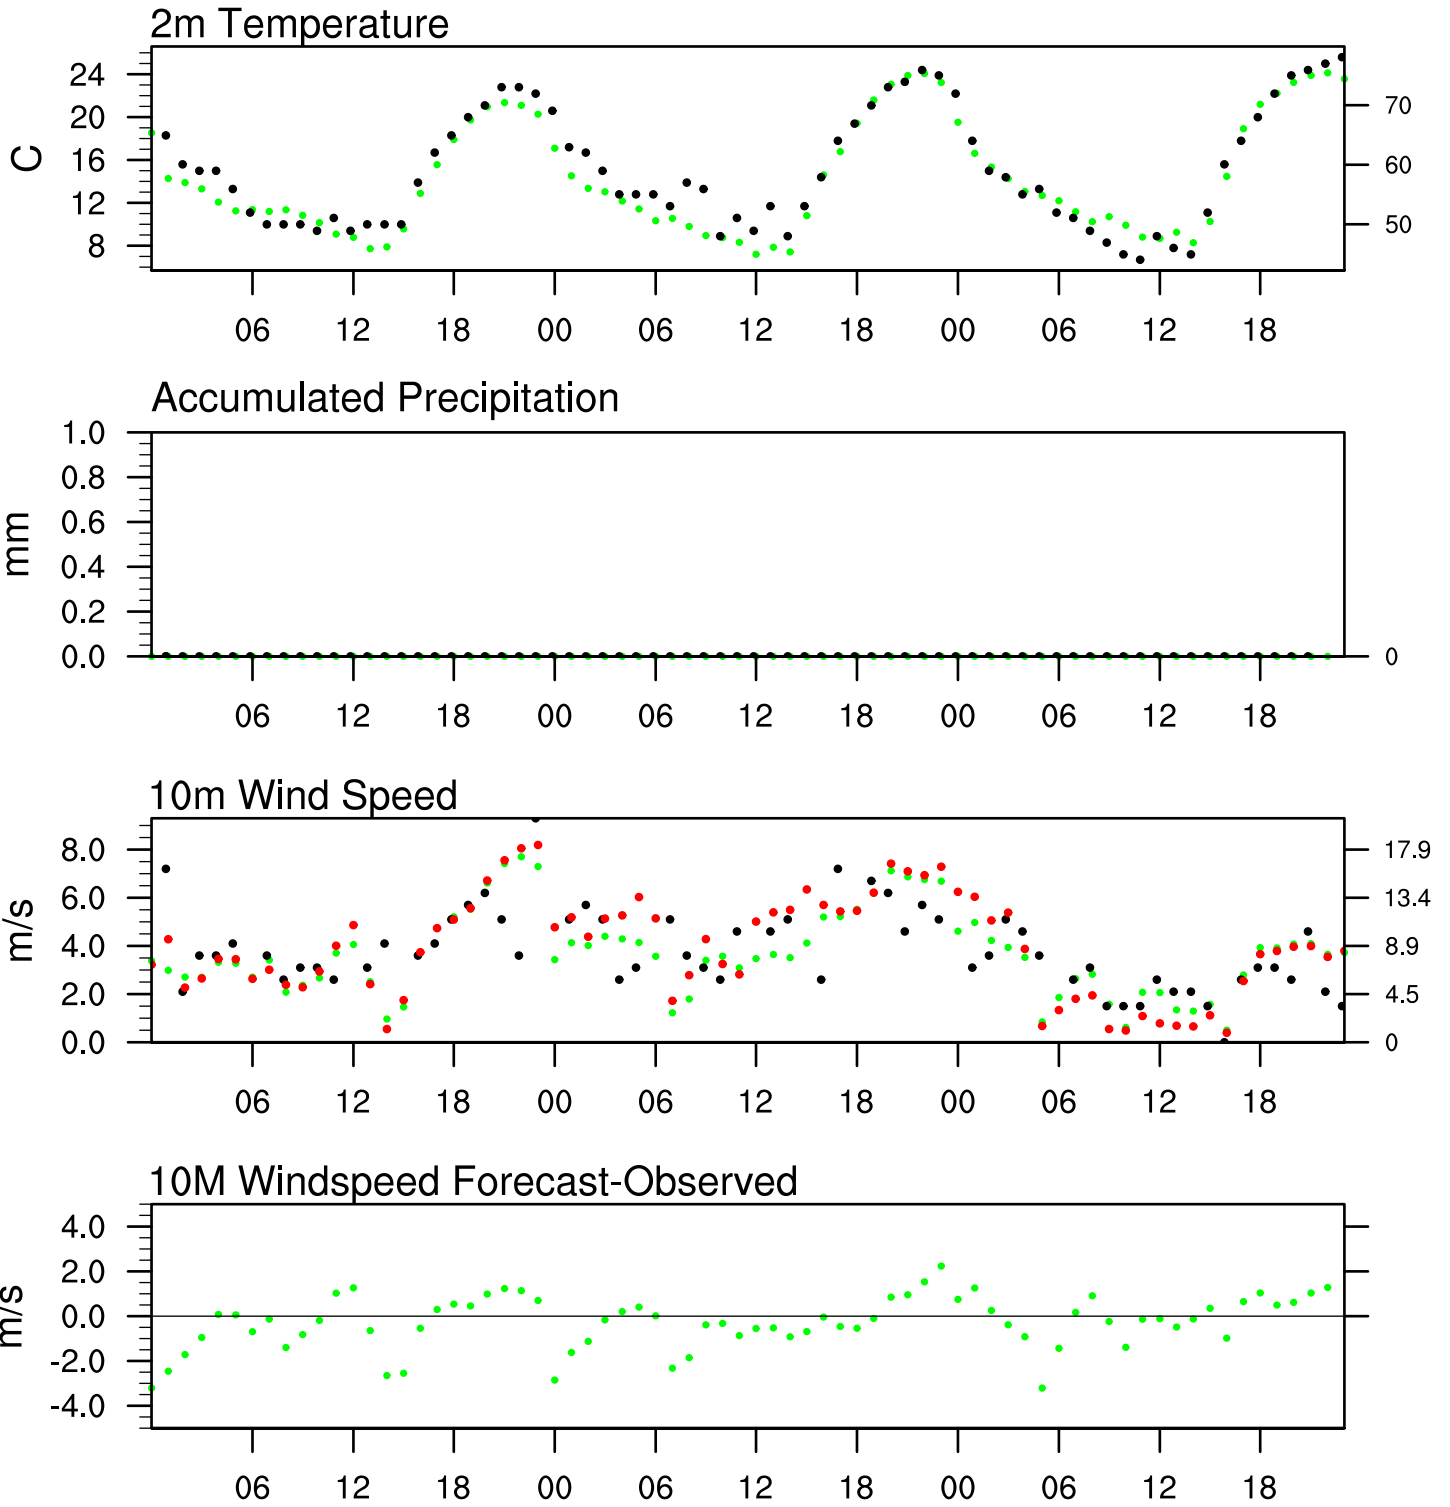 2m Temperature
24
20
16
12
8
C
70
60
50
06 12 18 00 06 12 18 00 06 12 18
Accumulated Precipitation
1.0
0.8
0.6
0.4
0.2
0.0
mm
0
06 12 18 00 06 12 18 00 06 12 18
10m Wind Speed
8.0
6.0
4.0
2.0
0.0
m/s
17.9
13.4
8.9
4.5
0
06 12 18 00 06 12 18 00 06 12 18
10M Windspeed Forecast-Observed
4.0
2.0
0.0
-2.0
-4.0
m/s
06 12 18 00 06 12 18 00 06 12 18